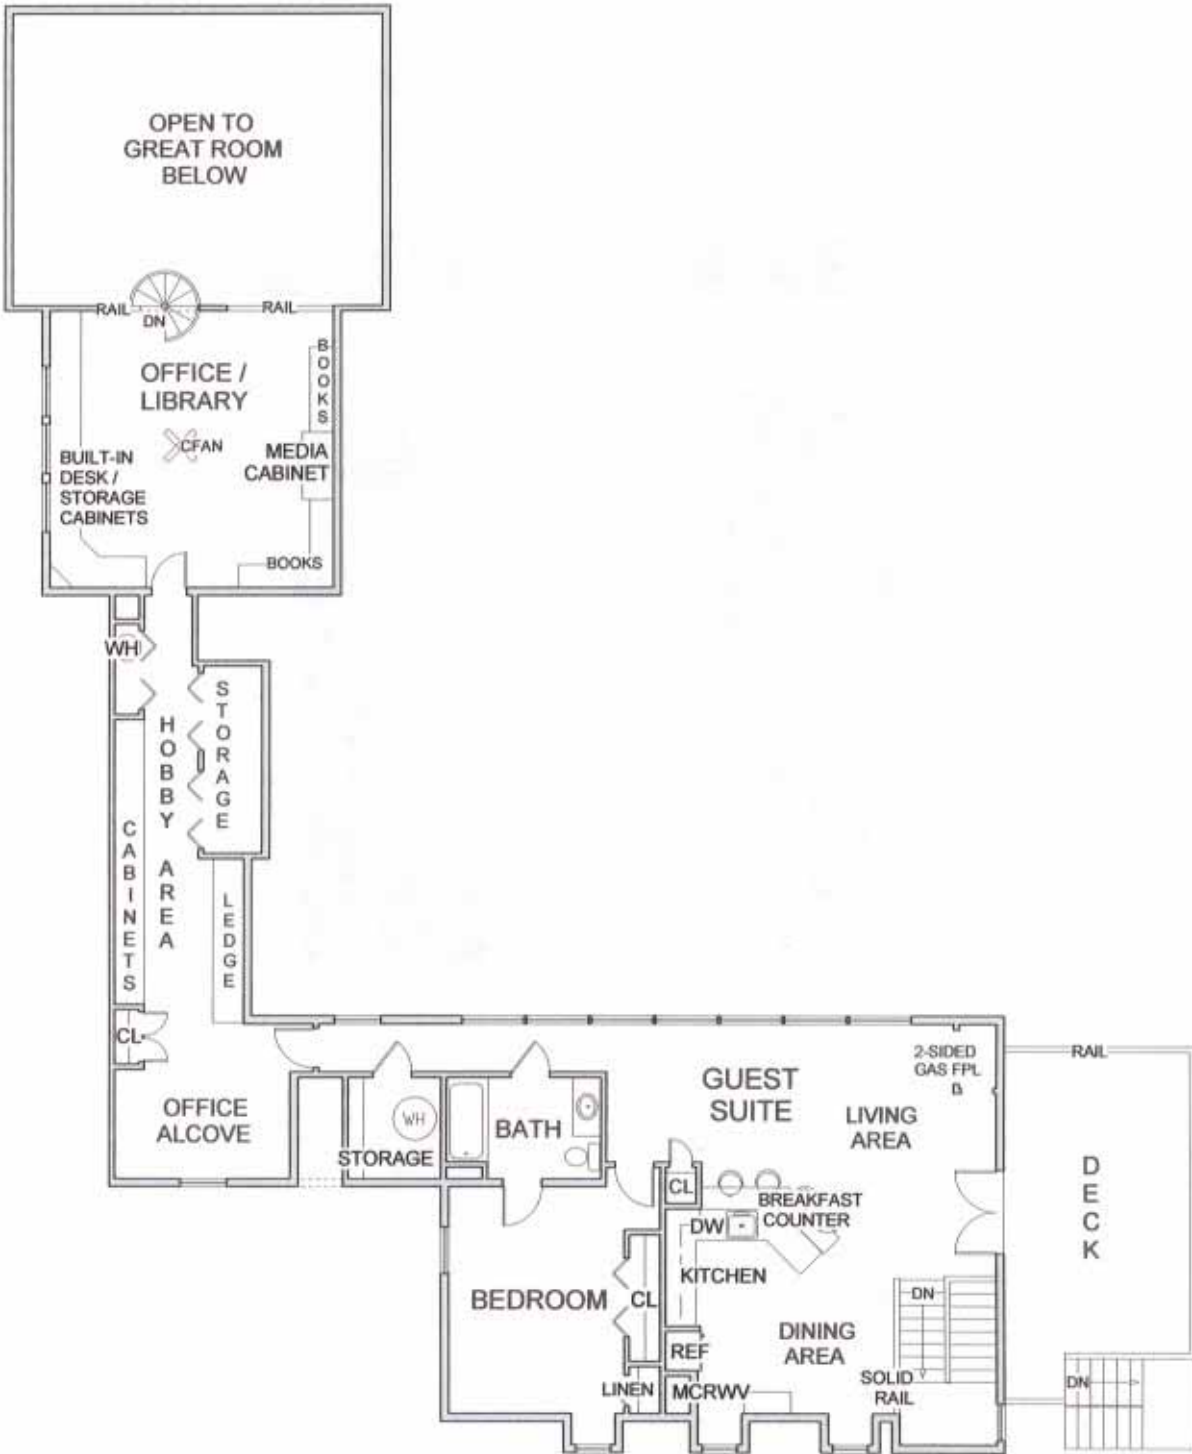 OPEN TO
GREAT ROOM
BELOW
RAIL
DN
RAIL
OFFICE /
LIBRARY
BOOKS
CFAN
MEDIA
CABINET
BUILT-IN
DESK /
STORAGE
CABINETS
BOOKS
WH
STORAGE
HOBBY AREA
CABINETS
LEDGE
CL
OFFICE
ALCOVE
WH
STORAGE
BATH
GUEST
SUITE
2-SIDED
GAS FPL
LIVING
AREA
RAIL
DECK
CL
BREAKFAST
COUNTER
DW
KITCHEN
BEDROOM
CL
DN
DINING
AREA
REF
SOLID
RAIL
LINEN
MCRWV
DN